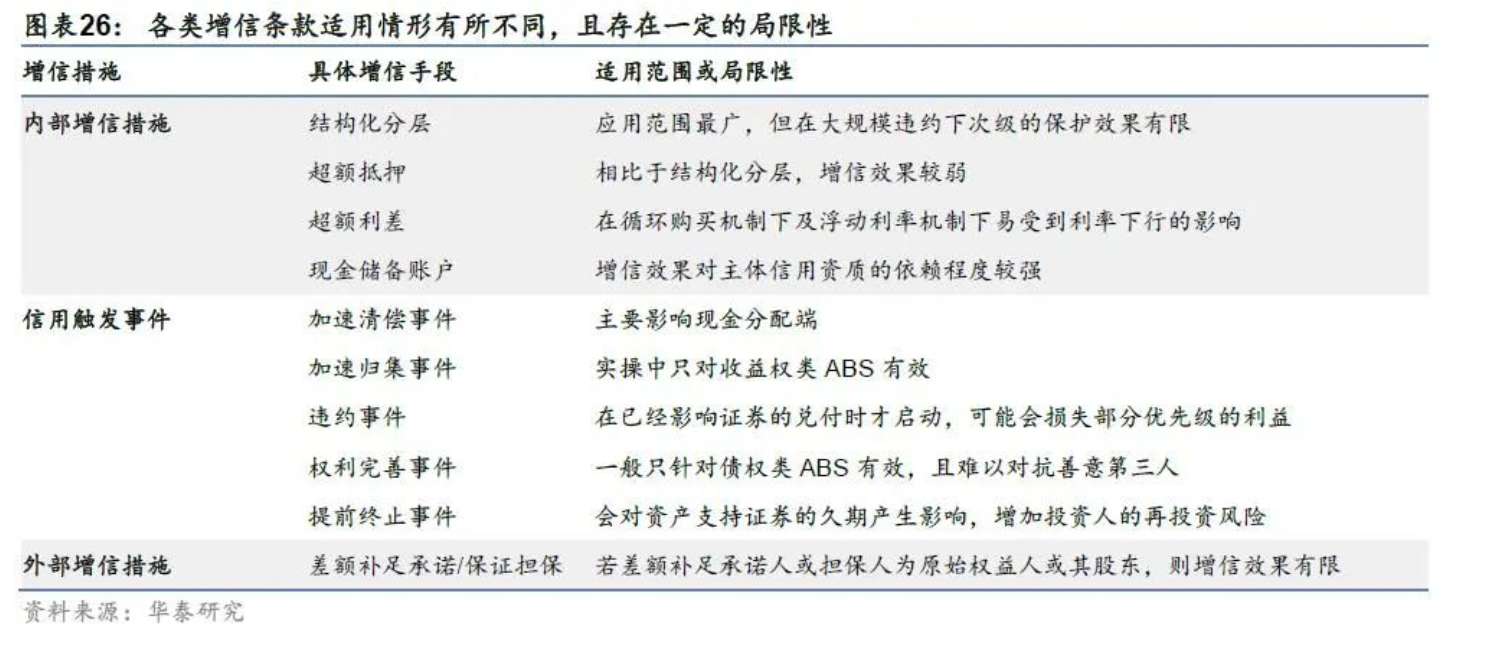 图表26： 各类增信条款适用情形有所不同，且存在一定的局限性
增信措施 具体增信手段 适用范围或局限性
内部增信措施 结构化分层 应用范围最广，但在大规模违约下次级的保护效果有限
超额抵押 相比于结构化分层，增信效果较弱
超额利差 在循环购买机制下及浮动利率机制下易受到利率下行的影响
现金储备账户 增信效果对主体信用资质的依赖程度较强
信用触发事件 加速清偿事件 主要影响现金分配端
加速归集事件 实操中只对收益权类 ABS 有效
违约事件 在已经影响证券的兑付时才启动，可能会损失部分优先级的利益
权利完善事件 一般只针对债权类 ABS 有效，且难以对抗善意第三人
提前终止事件 会对资产支持证券的久期产生影响，增加投资人的再投资风险
外部增信措施 差额补足承诺/保证担保 若差额补足承诺人或担保人为原始权益人或其股东，则增信效果有限
资料来源：华泰研究